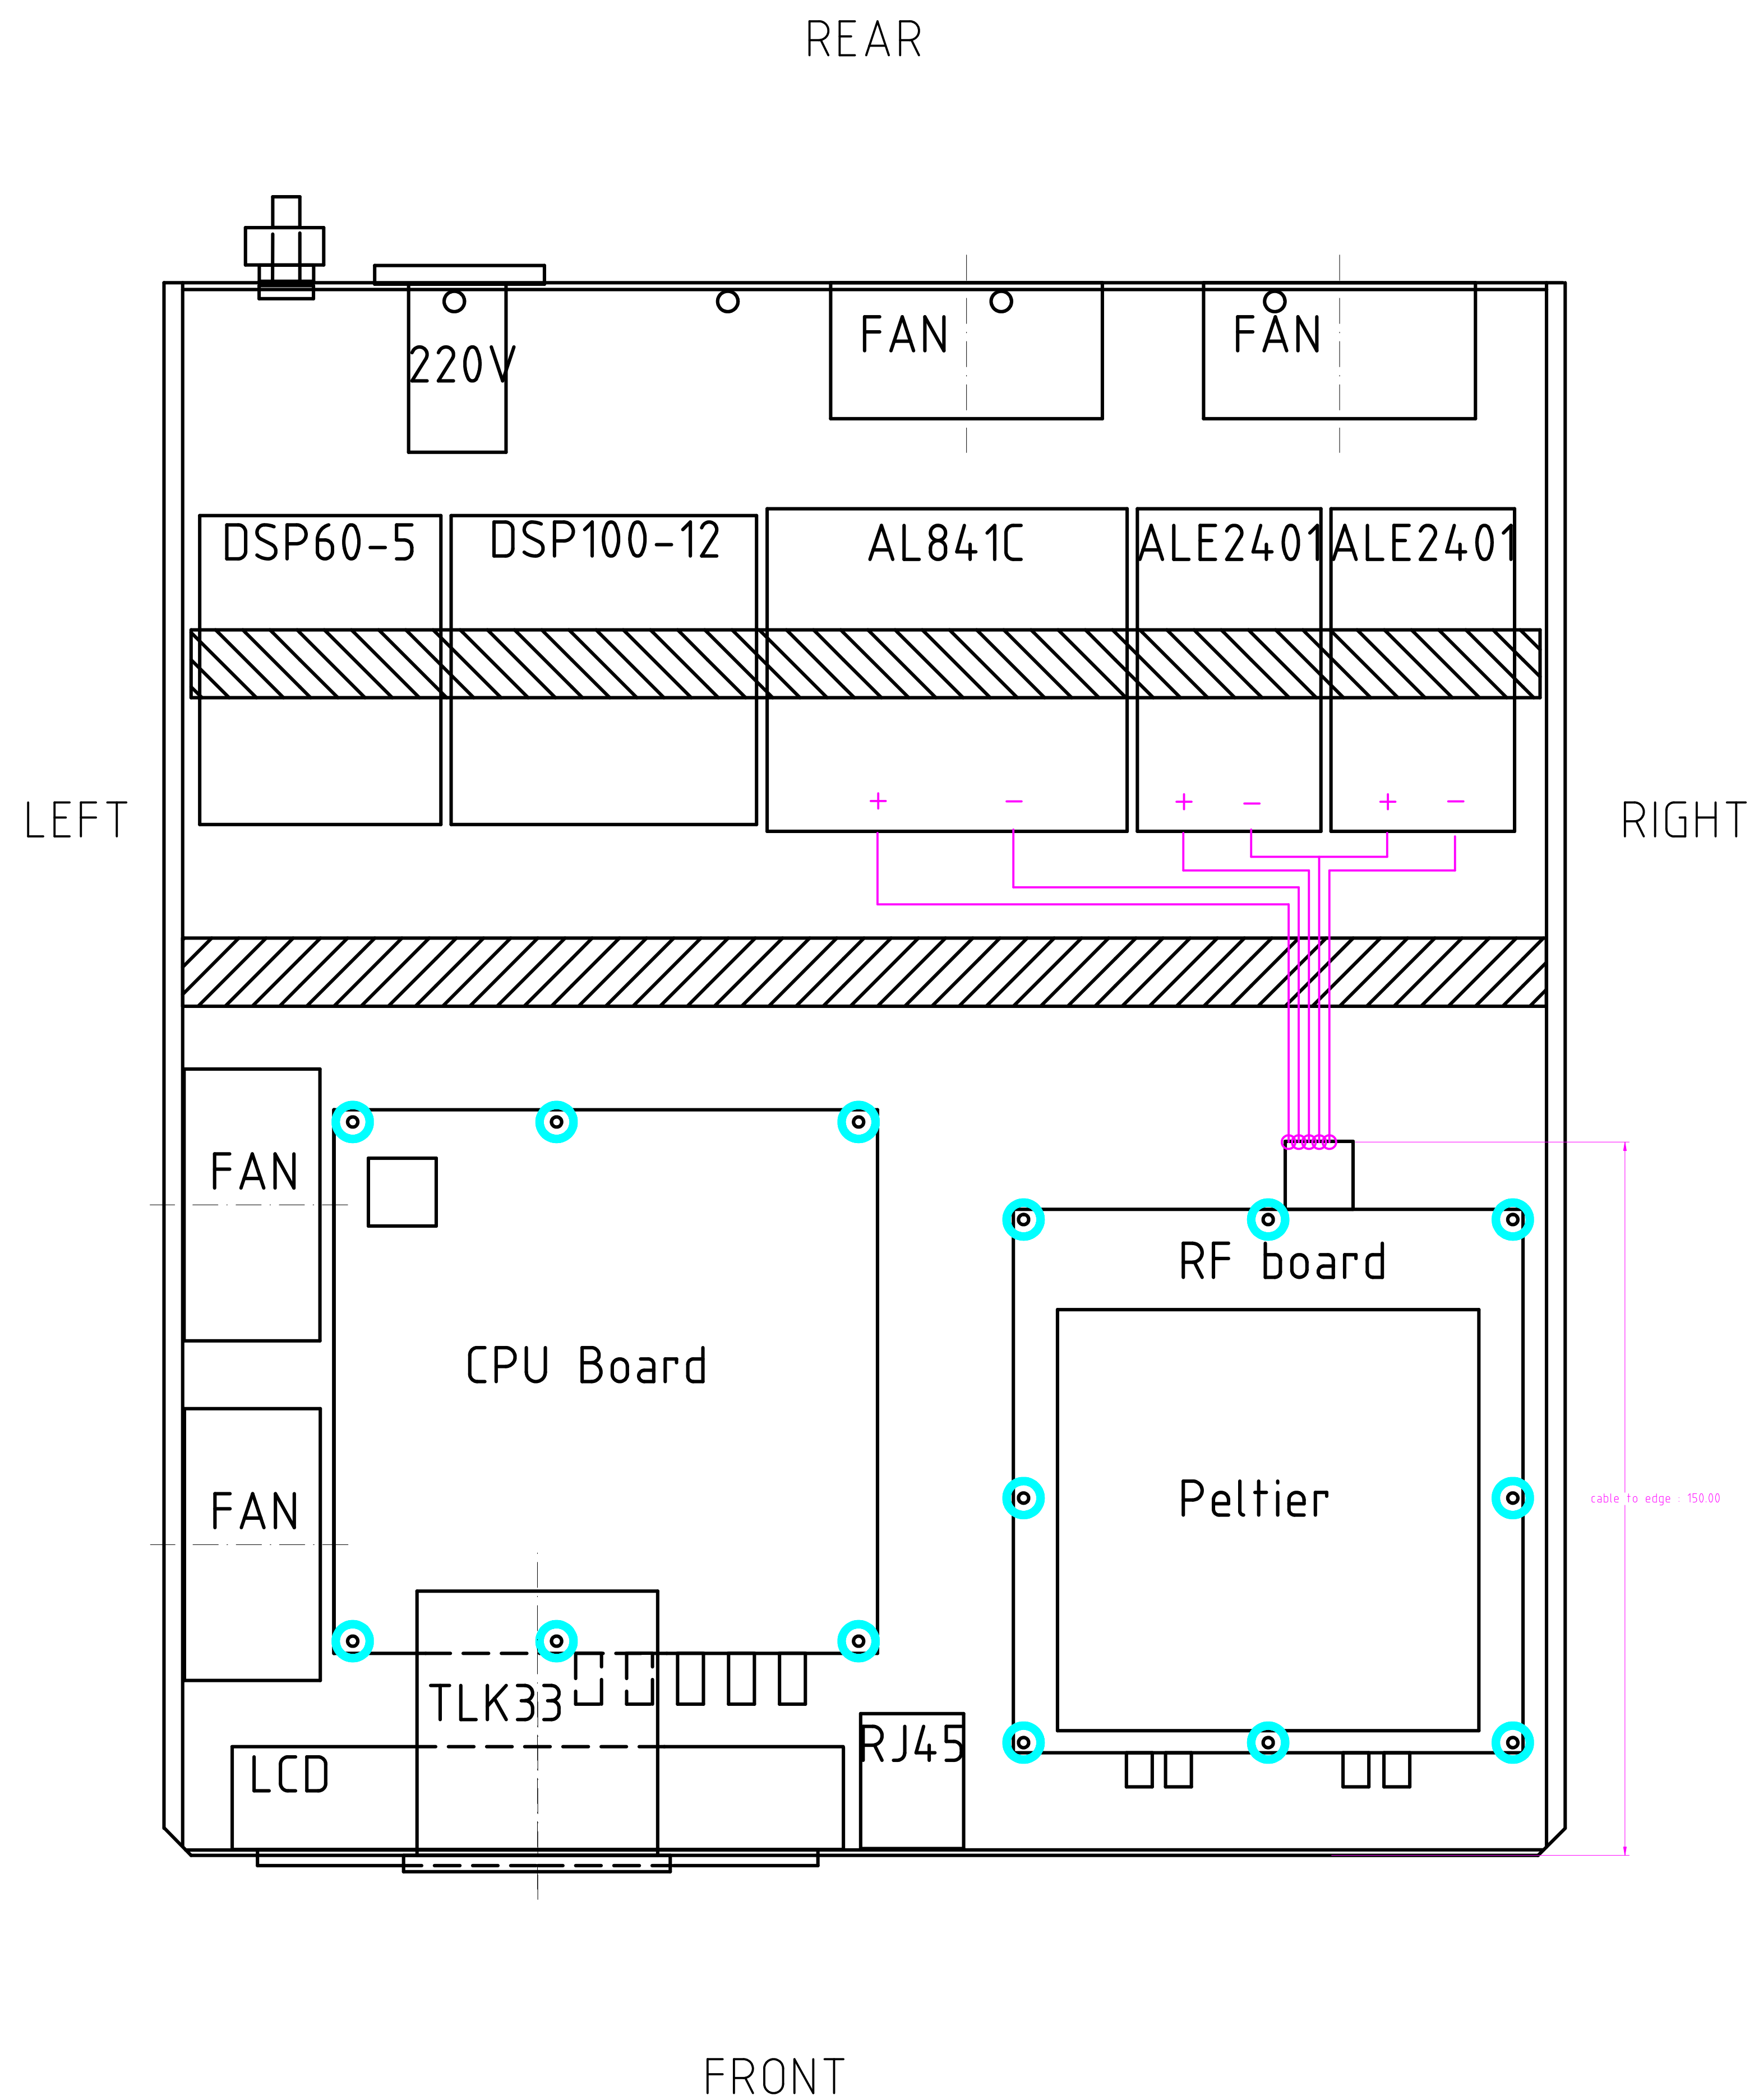 REAR
FAN FAN
220V
DSP60-5 DSP100-12 AL841C ALE2401 ALE2401
+ - + - + -
LEFT RIGHT
FAN
RF board
CPU Board
Peltier
cable to edge : 150.00
FAN
TLK33
RJ45
LCD
FRONT